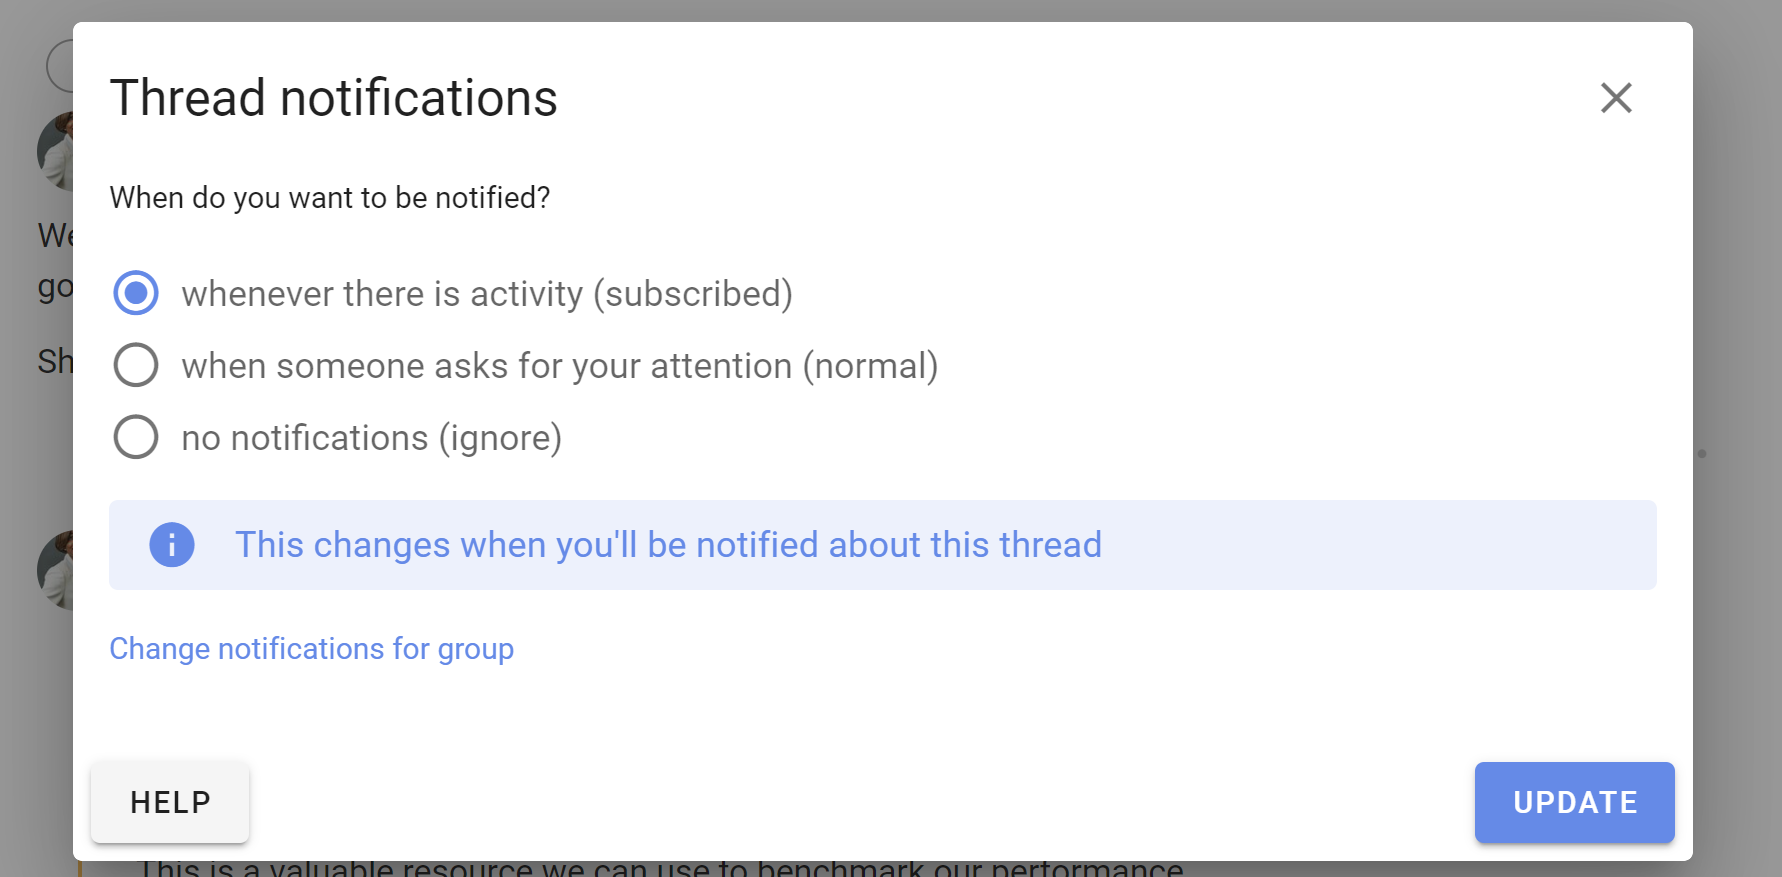 Thread notifications
When do you want to be notified?
We
go
whenever there is activity (subscribed)
Sh
when someone asks for your attention (normal)
no notifications (ignore)
This changes when you'll be notified about this thread
Change notifications for group
HELP
UPDATE
This is a valuable resource we can use to benchmark our performance